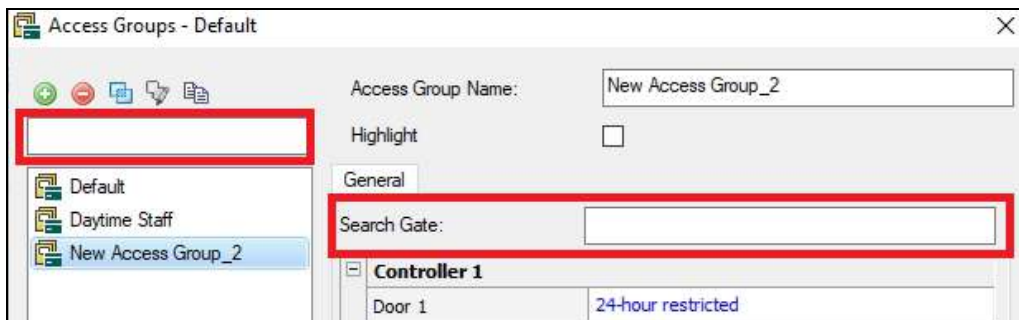 Access Groups - Default
Access Group Name: New Access Group_2
Highlight
Default
Daytime Staff
New Access Group_2
General
Search Gate:
Controller 1
Door 1 24-hour restricted